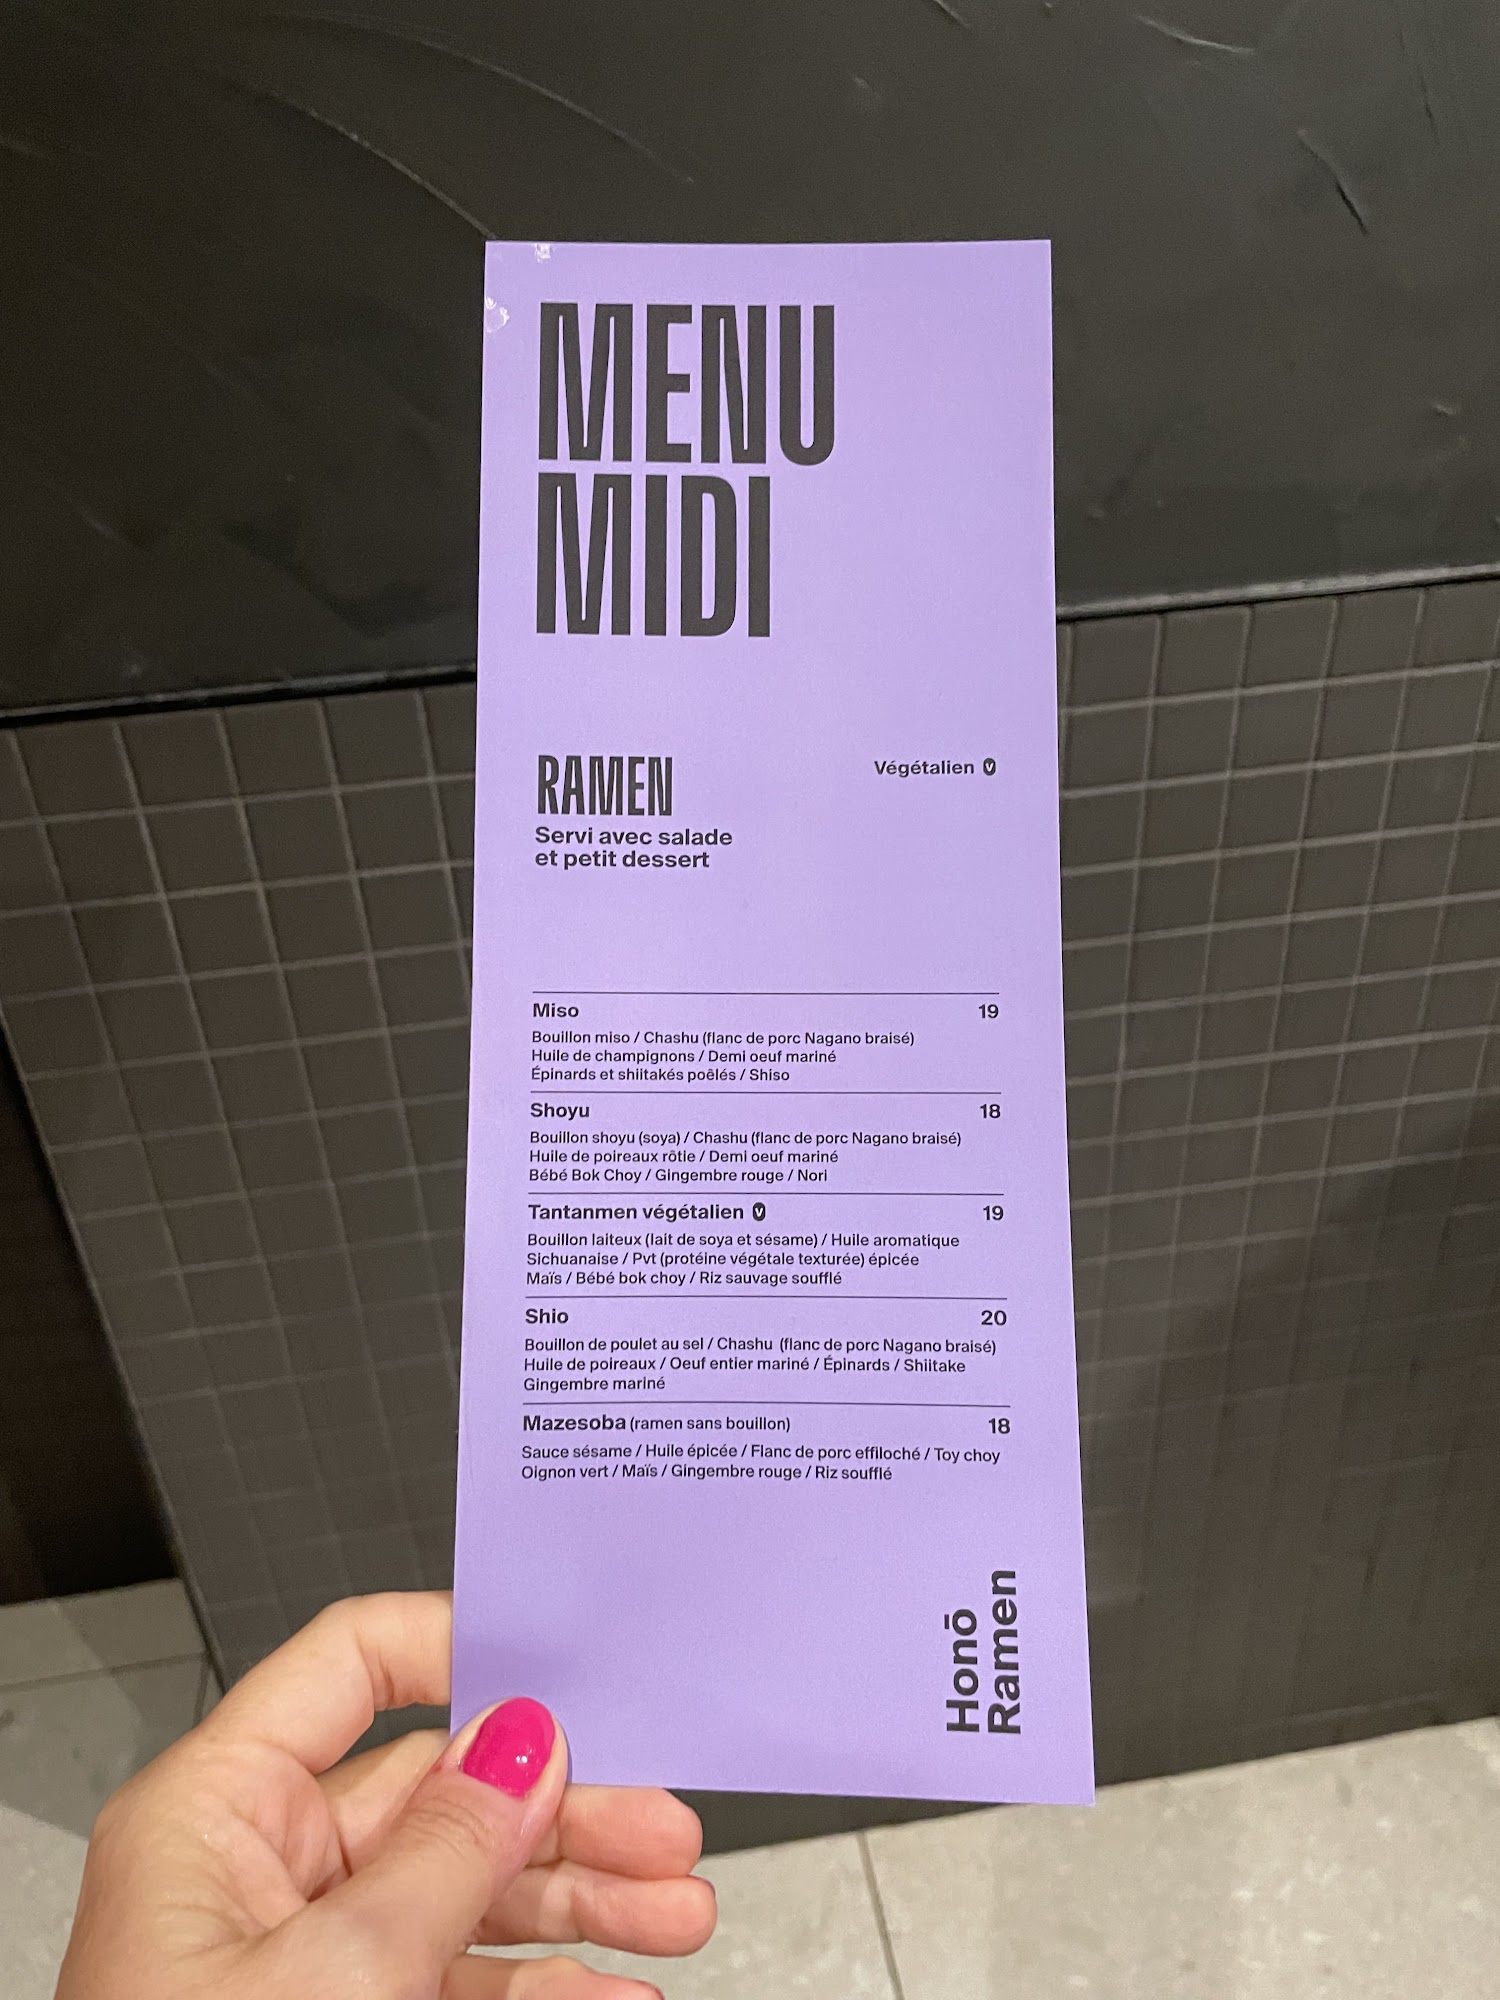 MENU
MIDI
RAMEN
Végétalien V
Servi avec salade
et petit dessert
Miso 19
Bouillon miso / Chashu (flanc de porc Nagano braisé)
Huile de champignons / Demi oeuf mariné
Épinards et shiitakés poêlés / Shiso
Shoyu 18
Bouillon shoyu (soya) / Chashu (flanc de porc Nagano braisé)
Huile de poireaux rôtie / Demi oeuf mariné
Bébé Bok Choy / Gingembre rouge / Nori
Tantanmen végétalien V 19
Bouillon laiteux (lait de soya et sésame) / Huile aromatique
Sichuanaise / Pvt (protéine végétale texturée) épicée
Maïs / Bébé bok choy / Riz sauvage soufflé
Shio 20
Bouillon de poulet au sel / Chashu (flanc de porc Nagano braisé)
Huile de poireaux / Oeuf entier mariné / Épinards / Shiitake
Gingembre mariné
Mazesoba (ramen sans bouillon) 18
Sauce sésame / Huile épicée / Flanc de porc effiloché / Toy choy
Oignon vert / Maïs / Gingembre rouge / Riz soufflé
Honō
Ramen